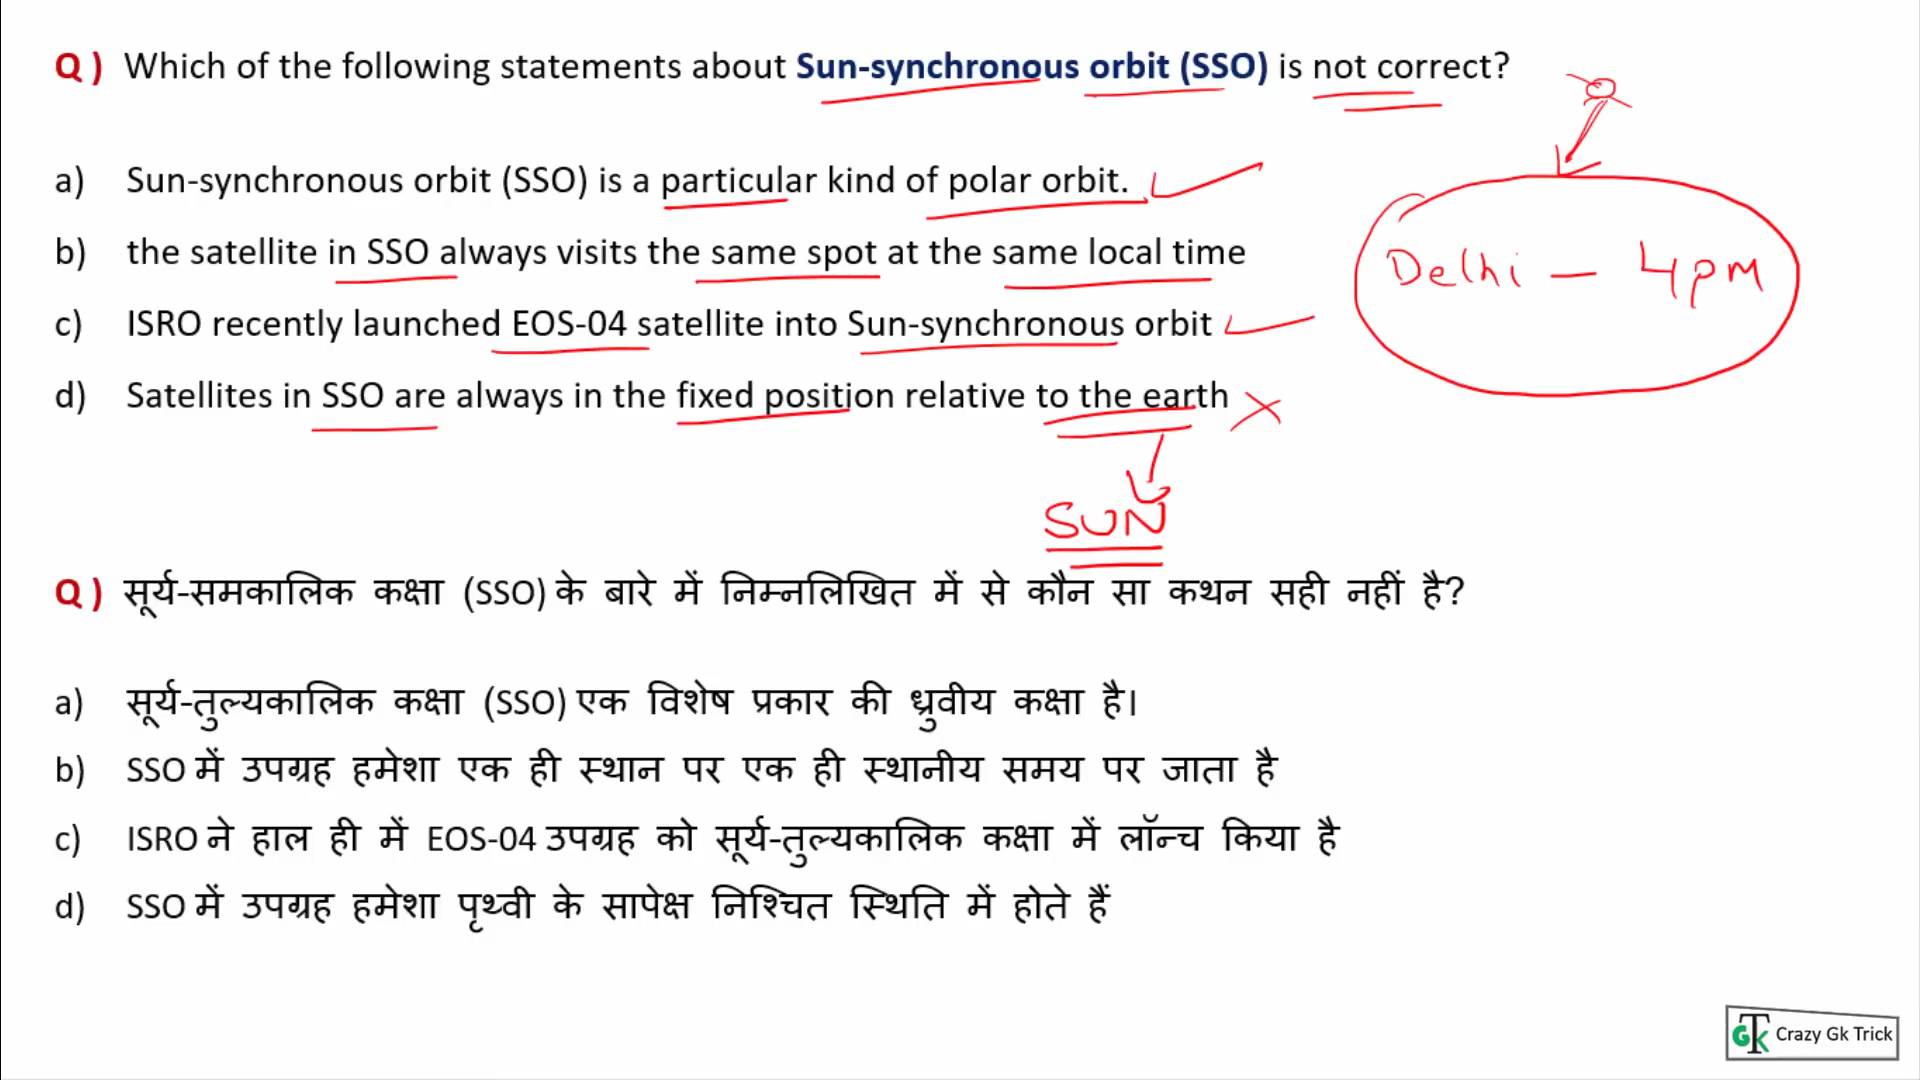 Q) Which of the following statements about Sun-synchronous orbit (SSO) is not correct?
a) Sun-synchronous orbit (SSO) is a particular kind of polar orbit.
b) the satellite in SSO always visits the same spot at the same local time
Delhi - 4pm
c) ISRO recently launched EOS-04 satellite into Sun-synchronous orbit
d) Satellites in SSO are always in the fixed position relative to the earth
SUN
Q) सूर्य-समकालिक कक्षा (SSO) के बारे में निम्नलिखित में से कौन सा कथन सही नहीं है?
a) सूर्य-तुल्यकालिक कक्षा (SSO) एक विशेष प्रकार की ध्रुवीय कक्षा है।
b) SSO में उपग्रह हमेशा एक ही स्थान पर एक ही स्थानीय समय पर जाता है
c) ISRO ने हाल ही में EOS-04 उपग्रह को सूर्य-तुल्यकालिक कक्षा में लॉन्च किया है
d) SSO में उपग्रह हमेशा पृथ्वी के सापेक्ष निश्चित स्थिति में होते हैं
GTK Crazy Gk Trick